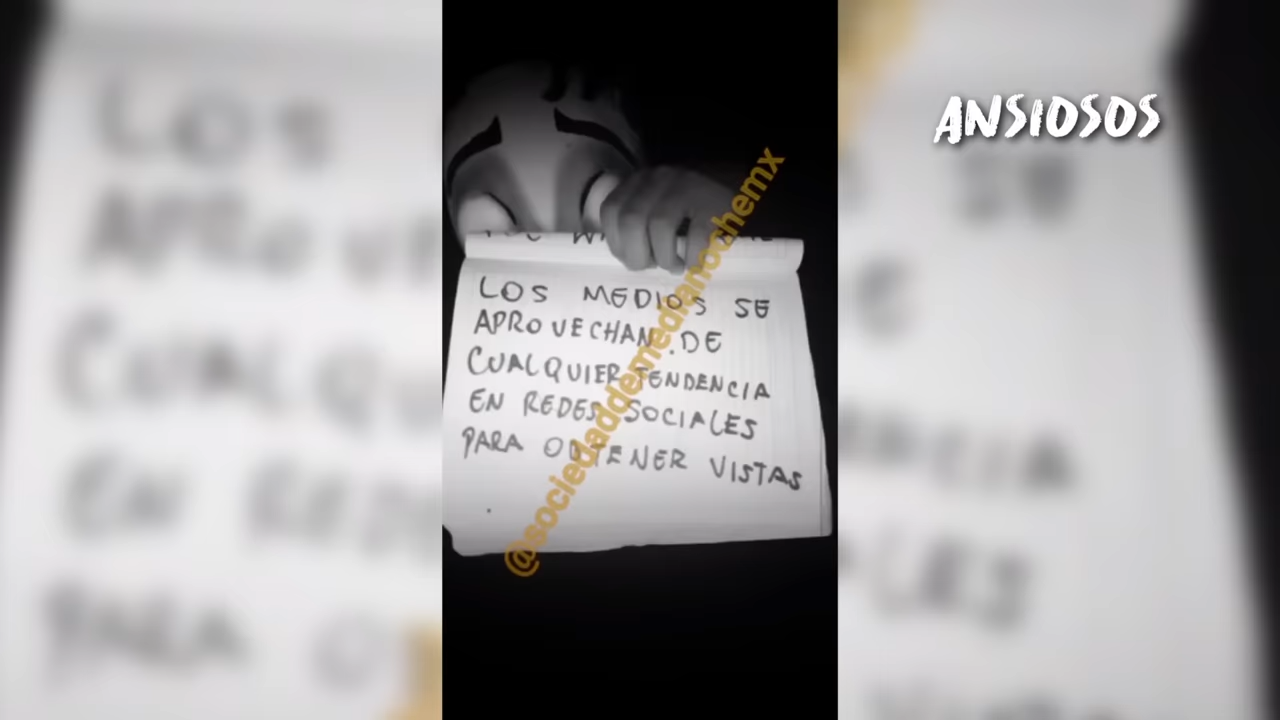 ANSIOSOS
LOS MEDIOS SE
APROVECHAN DE
CUALQUIER TENDENCIA
EN REDES SOCIALES
PARA OBTENER VISTAS
@sociedaddemedianochemx